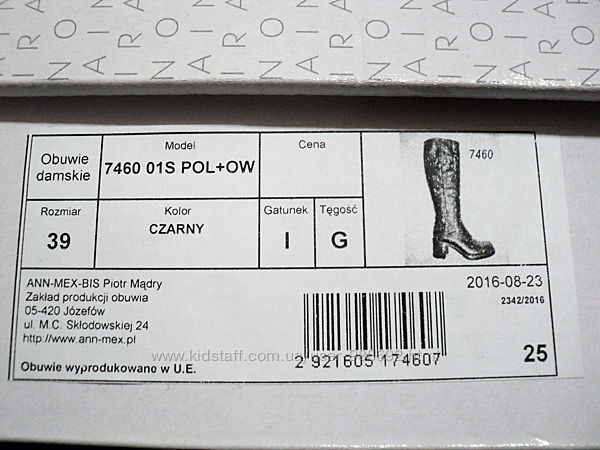 Obuwie damskie
Model
7460 01S POL+OW
Cena
7460
Rozmiar
39
Kolor
CZARNY
Gatunek
I
Tęgość
G
ANN-MEX-BIS Piotr Mądry
Zakład produkcji obuwia
05-420 Józefów
ul. M.C. Skłodowskiej 24
http://www.ann-mex.pl
Obuwie wyprodukowane w U.E.
2016-08-23
2342/2016
2 921605 174607
25
www.kidstaff.com.ua